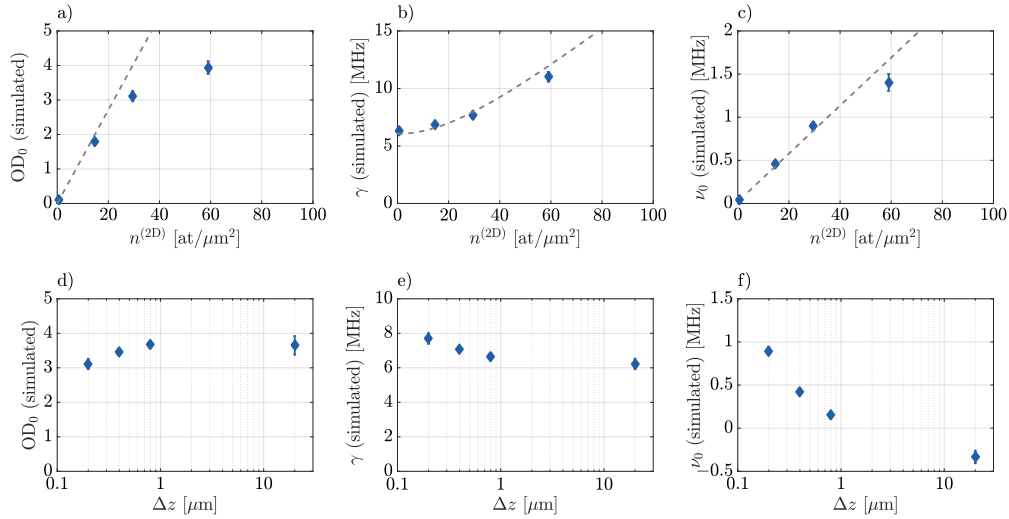 a)
OD₀ (simulated)
5
4
3
2
1
0
0 20 40 60 80 100
n⁽²ᴰ⁾ [at/μm²]
b)
γ (simulated) [MHz]
15
10
5
0
0 20 40 60 80 100
n⁽²ᴰ⁾ [at/μm²]
c)
ν₀ (simulated) [MHz]
2
1.5
1
0.5
0
0 20 40 60 80 100
n⁽²ᴰ⁾ [at/μm²]
d)
OD₀ (simulated)
5
4
3
2
1
0
0.1 1 10
Δz [μm]
e)
γ (simulated) [MHz]
10
8
6
4
2
0
0.1 1 10
Δz [μm]
f)
ν₀ (simulated) [MHz]
1.5
1
0.5
0
−0.5
0.1 1 10
Δz [μm]